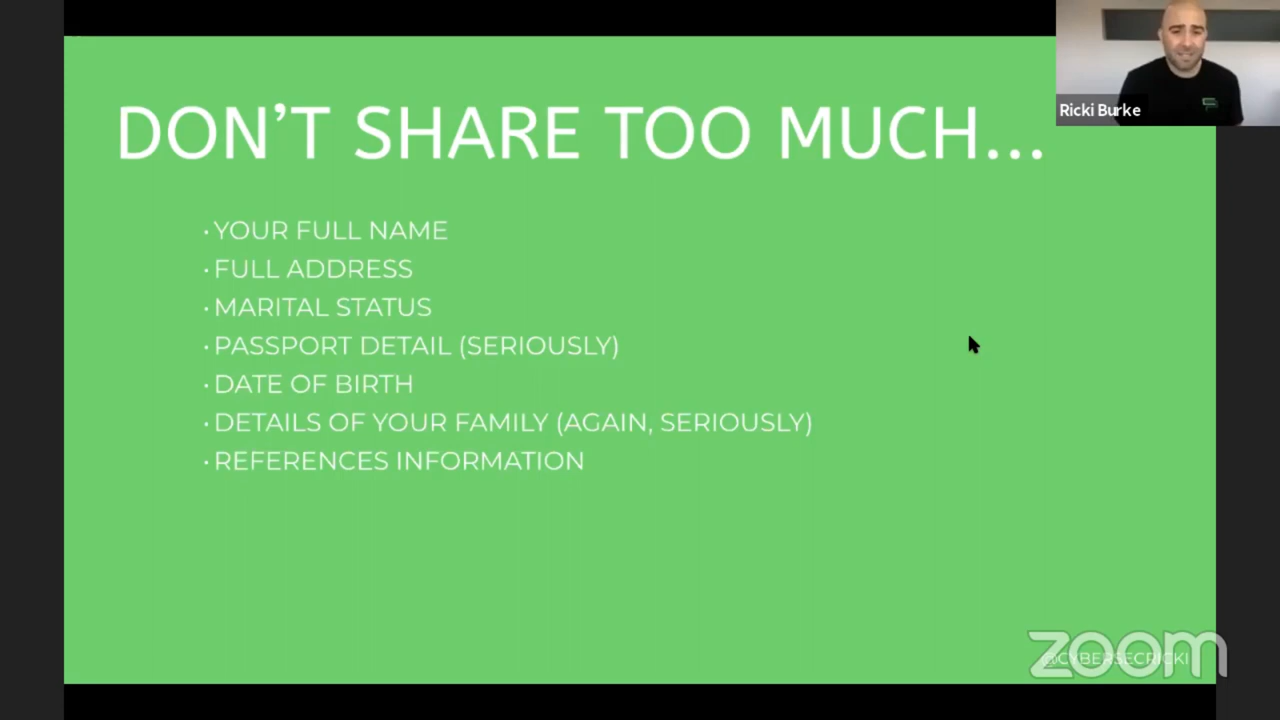 DON'T SHARE TOO MUCH...
Ricki Burke
· YOUR FULL NAME
· FULL ADDRESS
· MARITAL STATUS
· PASSPORT DETAIL (SERIOUSLY)
· DATE OF BIRTH
· DETAILS OF YOUR FAMILY (AGAIN, SERIOUSLY)
· REFERENCES INFORMATION
zoom
@CYBERSECRICKI